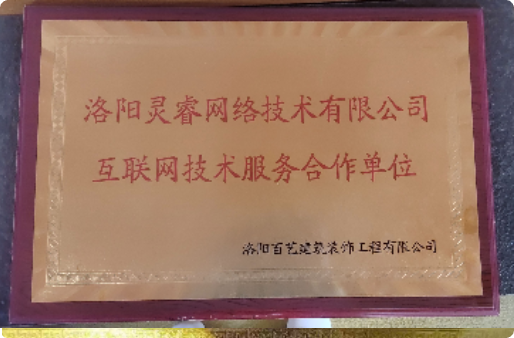 洛阳灵睿网络技术有限公司
互联网技术服务合作单位
洛阳百艺建筑装饰工程有限公司